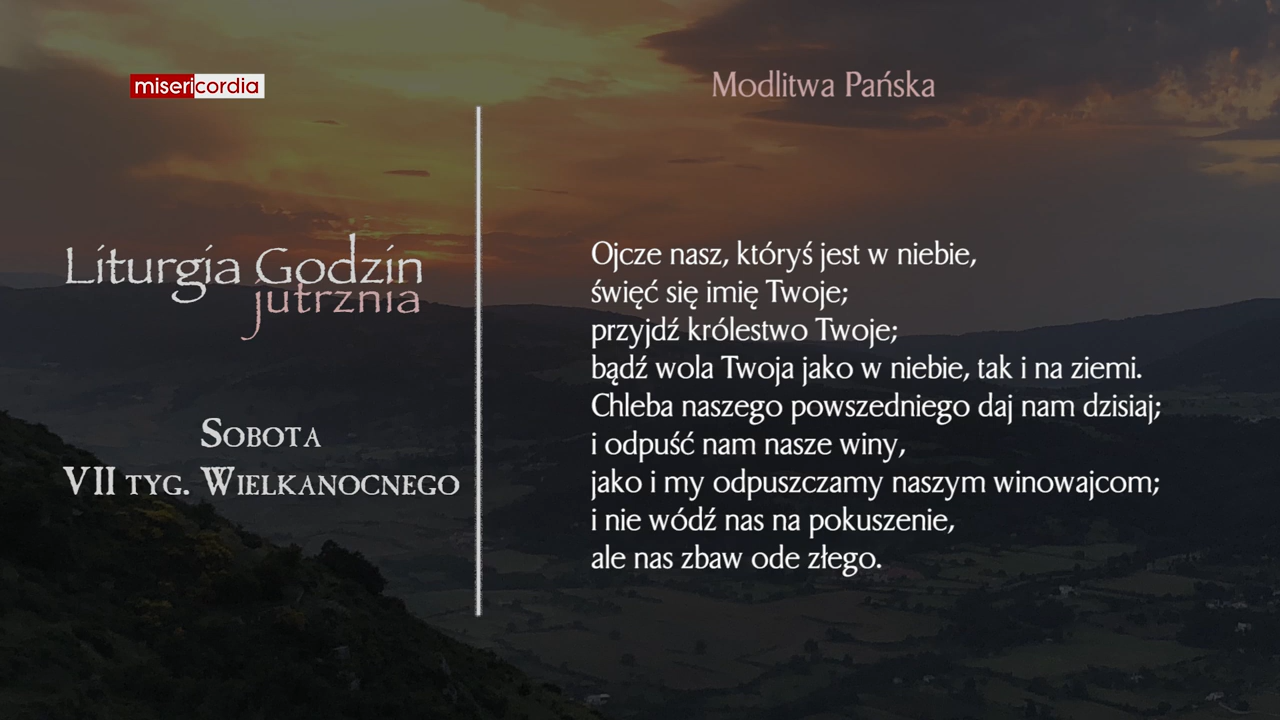 misericordia
Liturgia Godzin
jutrznia
Sobota
VII tyg. Wielkanocnego
Modlitwa Pańska
Ojcze nasz, któryś jest w niebie,
święć się imię Twoje;
przyjdź królestwo Twoje;
bądź wola Twoja jako w niebie, tak i na ziemi.
Chleba naszego powszedniego daj nam dzisiaj;
i odpuść nam nasze winy,
jako i my odpuszczamy naszym winowajcom;
i nie wódź nas na pokuszenie,
ale nas zbaw ode złego.